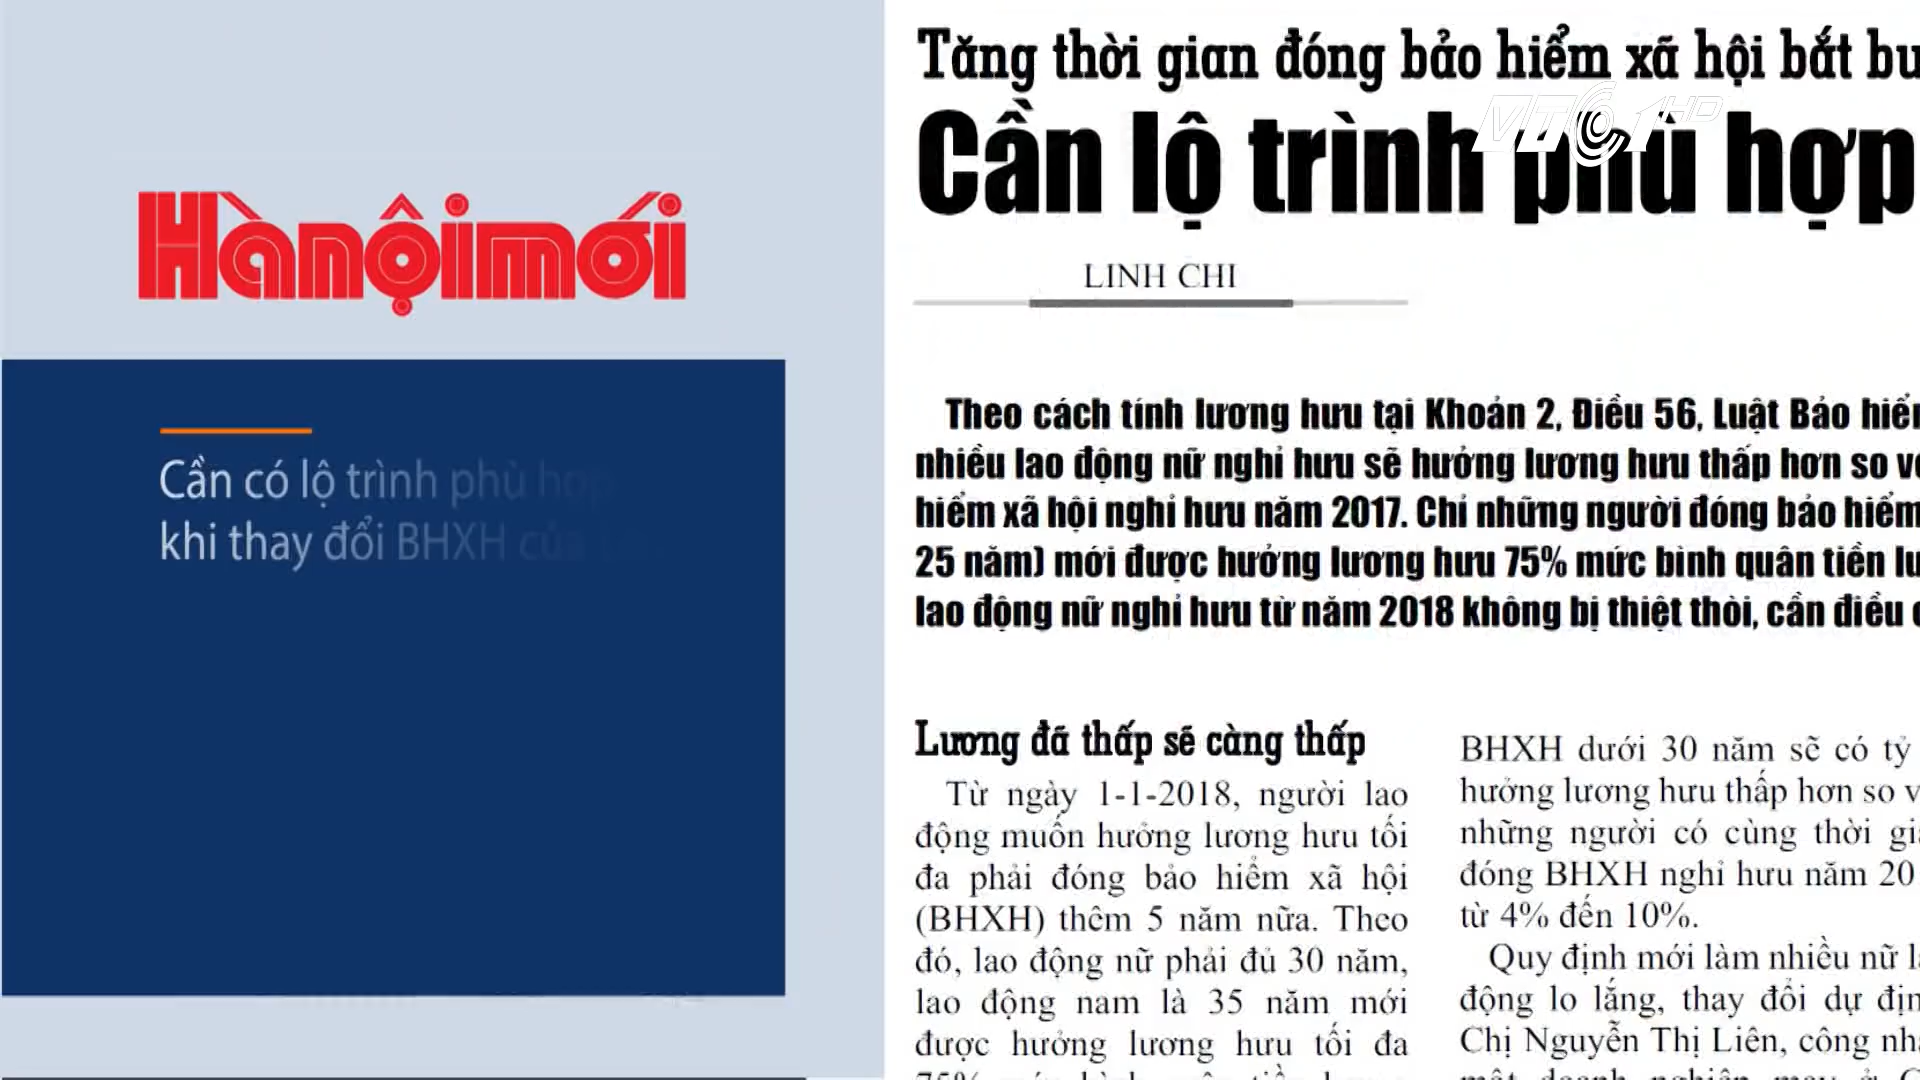 Hànộimới
Cần có lộ trình phù hợp
khi thay đổi BHXH của
Tăng thời gian đóng bảo hiểm xã hội bắt
Cần lộ trình phù hợp
VTC1 HD
LINH CHI
Theo cách tính lương hưu tại Khoản 2, Điều 56, Luật Bảo
nhiều lao động nữ nghỉ hưu sẽ hưởng lương hưu thấp hơn so
hiểm xã hội nghỉ hưu năm 2017. Chỉ những người đóng bảo hiểm
25 năm) mới được hưởng lương hưu 75% mức bình quân tiền
lao động nữ nghỉ hưu từ năm 2018 không bị thiệt thòi, cần điều
Lương đã thấp sẽ càng thấp
Từ ngày 1-1-2018, người lao
động muốn hưởng lương hưu tối
đa phải đóng bảo hiểm xã hội
(BHXH) thêm 5 năm nữa. Theo
đó, lao động nữ phải đủ 30 năm,
lao động nam là 35 năm mới
được hưởng lương hưu tối đa
BHXH dưới 30 năm sẽ có tỷ
hưởng lương hưu thấp hơn so
những người có cùng thời
đóng BHXH nghỉ hưu năm 20
từ 4% đến 10%.
Quy định mới làm nhiều nữ
động lo lắng, thay đổi dự
Chị Nguyễn Thị Liên, công